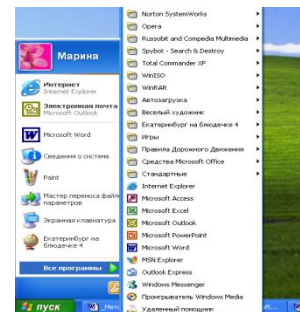 Марина
Интернет
Internet Explorer
Электронная почта
Microsoft Outlook
Microsoft Word
Сведения о системе
Paint
Мастер переноса файлов
параметров
Экранная клавиатура
Екатеринбург на
блюдечке 4
Все программы
пуск
Norton SystemWorks
Opera
Russobit and Compedia Multimedia
Spybot - Search & Destroy
Total Commander XP
WinISO
WinRAR
Автозагрузка
Веселый художник
Екатеринбург на блюдечке 4
Игры
Правила Дорожного Движения
Средства Microsoft Office
Стандартные
Internet Explorer
Microsoft Access
Microsoft Excel
Microsoft Outlook
Microsoft PowerPoint
Microsoft Word
MSN Explorer
Outlook Express
Windows Messenger
Проигрыватель Windows Media
Удаленный помощник